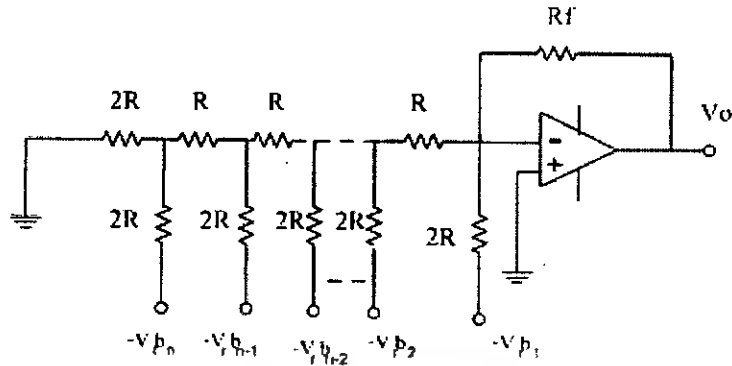 Rf
2R R R R Vo
- +
2R 2R 2R 2R 2R
-Vrbn -Vrbn-1 -Vrbn-2 -Vrb2 -Vrb1